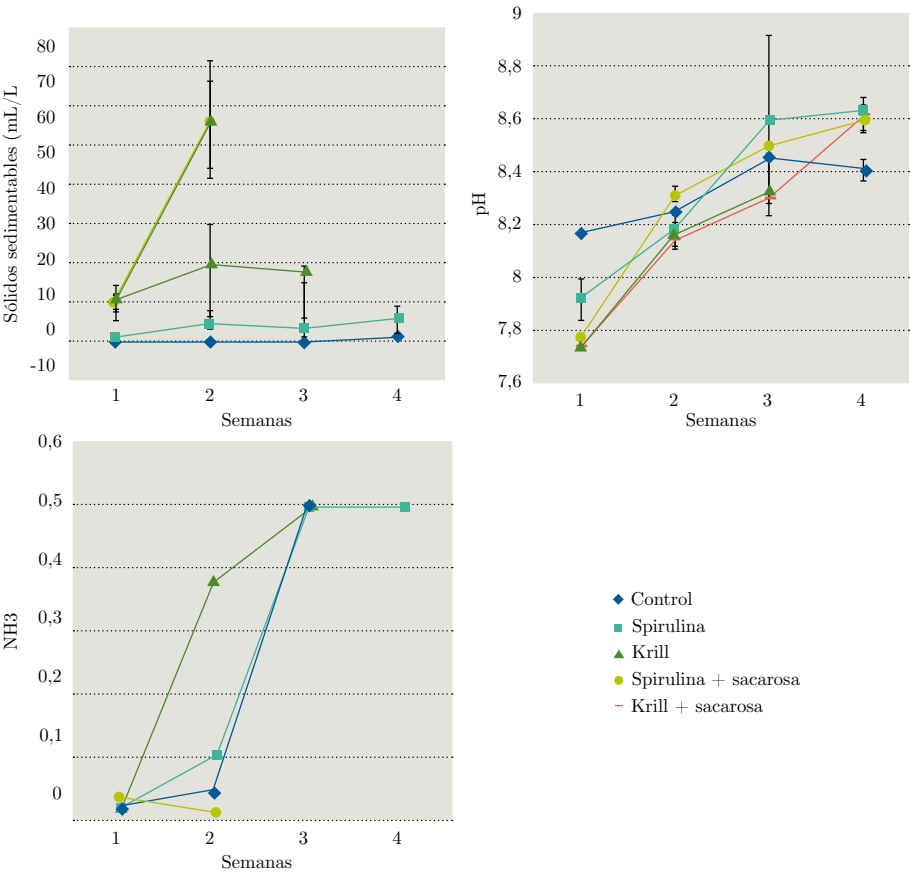 80
70
60
50
40
30
20
10
0
-10
Sólidos sedimentables (mL/L
1 2 3 4
Semanas
9
8,8
8,6
8,4
8,2
8
7,8
7,6
pH
1 2 3 4
Semanas
0,6
0,5
0,4
0,3
0,2
0,1
0
NH3
1 2 3 4
Semanas
Control
Spirulina
Krill
Spirulina + sacarosa
Krill + sacarosa